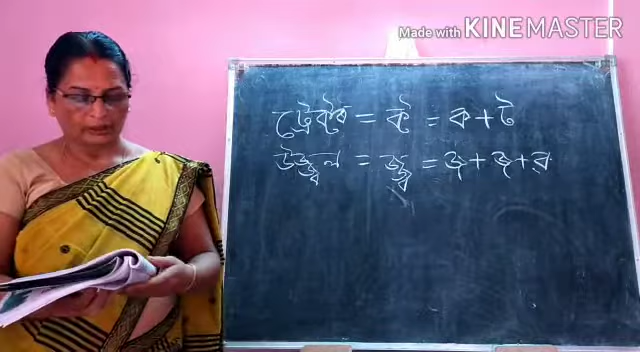 Made with KINEMASTER
ট্ৰেক্টৰ = ক্ট = ক + ট
উজ্জ্বল = জ্জ্ব = জ + জ + ৱ